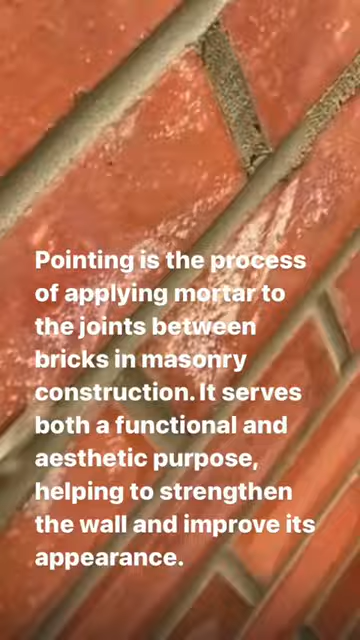 Pointing is the process
of applying mortar to
the joints between
bricks in masonry
construction. It serves
both a functional and
aesthetic purpose,
helping to strengthen
the wall and improve its
appearance.